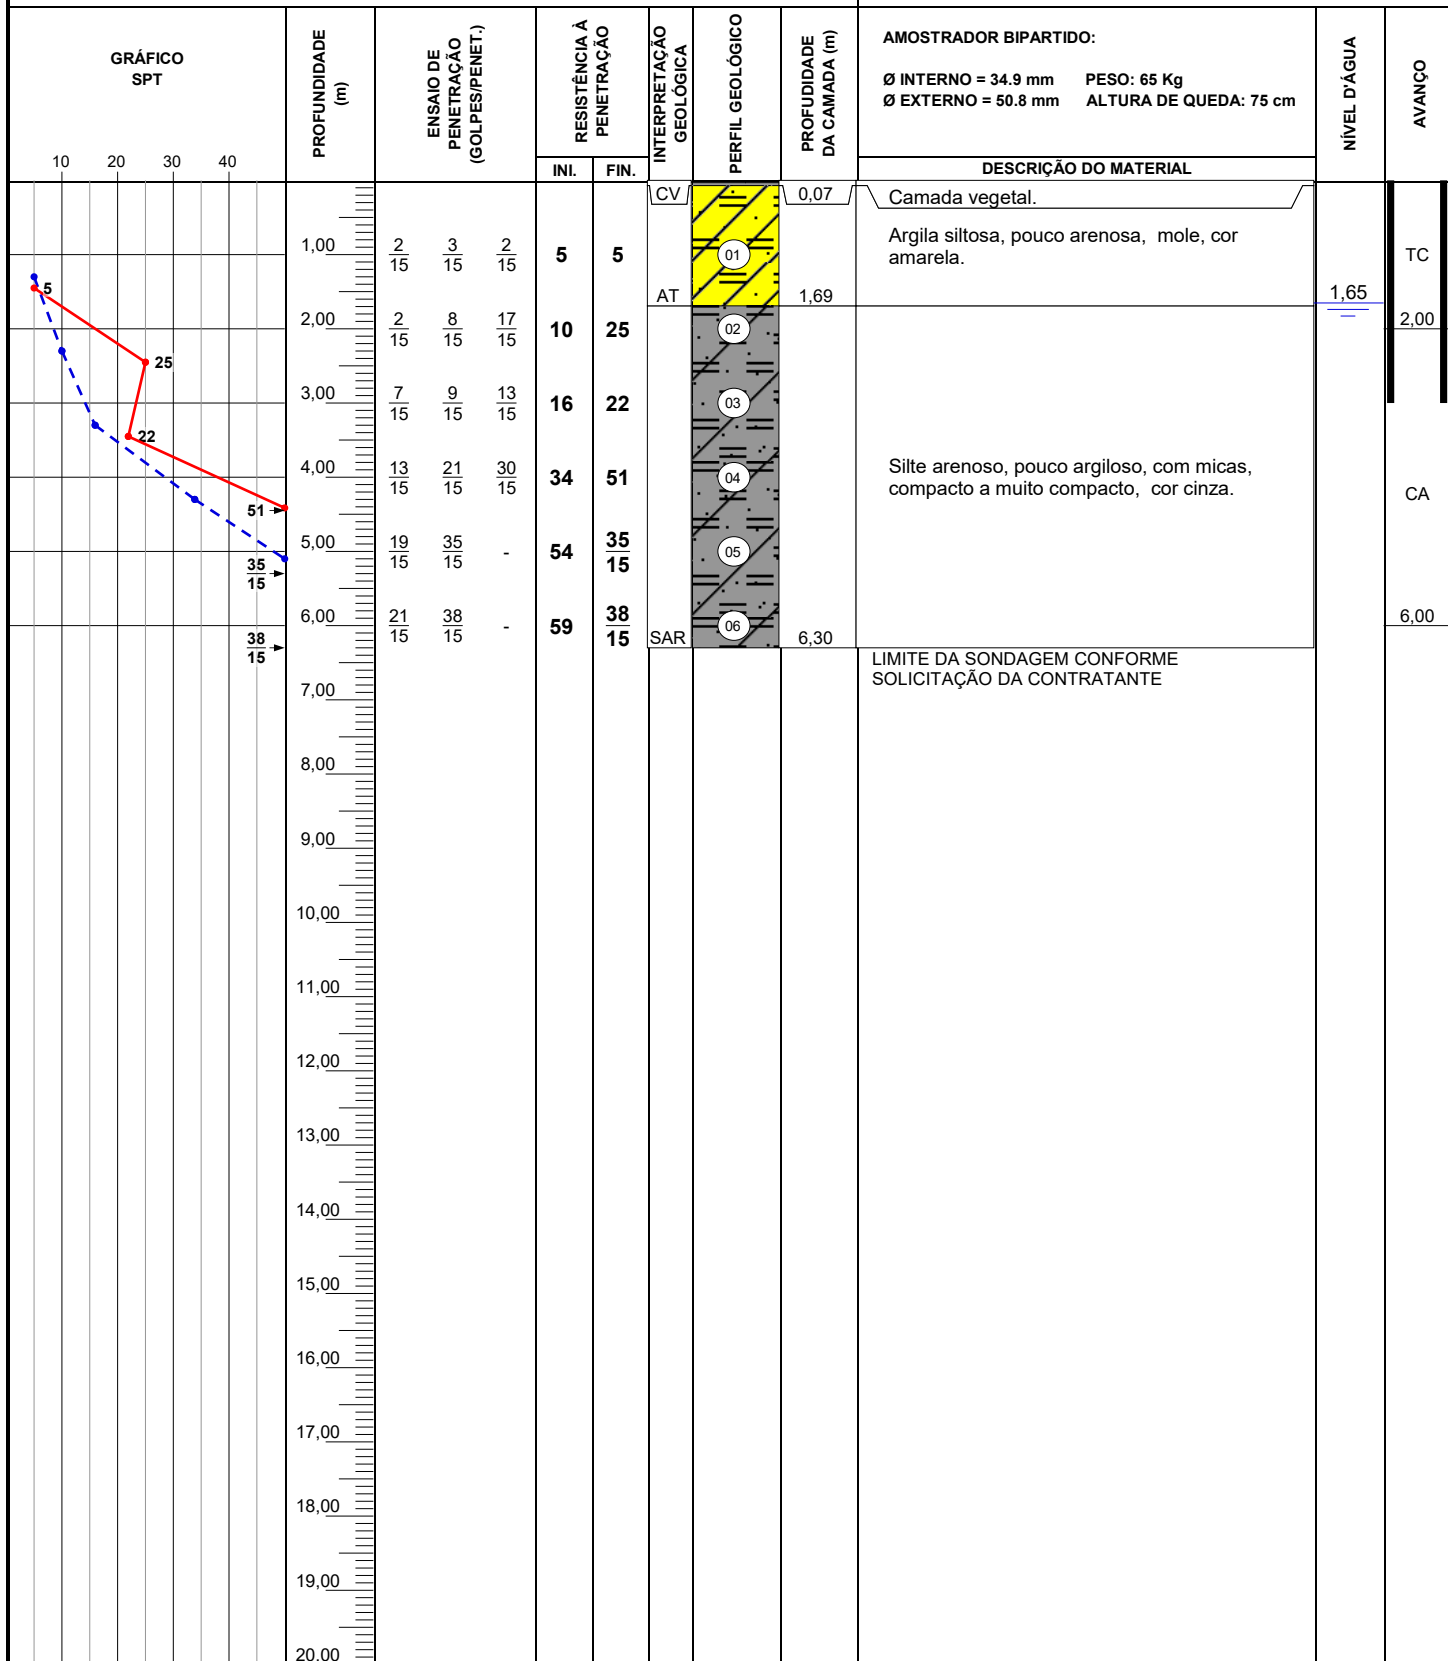 GRÁFICO
SPT
10 20 30 40
PROFUNDIDADE
(m)
ENSAIO DE
PENETRAÇÃO
(GOLPES/PENET.)
RESISTÊNCIA À
PENETRAÇÃO
INI. FIN.
INTERPRETAÇÃO
GEOLÓGICA
PERFIL GEOLÓGICO
PROFUDIDADE
DA CAMADA (m)
AMOSTRADOR BIPARTIDO:
Ø INTERNO = 34.9 mm PESO: 65 Kg
Ø EXTERNO = 50.8 mm ALTURA DE QUEDA: 75 cm
DESCRIÇÃO DO MATERIAL
NÍVEL D'ÁGUA
AVANÇO
CV 0,07 Camada vegetal.
1,00 2/15 3/15 2/15 5 5 01 Argila siltosa, pouco arenosa, mole, cor
amarela.
TC
5
AT 1,69 1,65
2,00 2/15 8/15 17/15 10 25 02 2,00
25
3,00 7/15 9/15 13/15 16 22 03
22
4,00 13/15 21/15 30/15 34 51 04 Silte arenoso, pouco argiloso, com micas,
compacto a muito compacto, cor cinza.
CA
51
5,00 19/15 35/15 - 54 35/15 05
35/15
6,00 21/15 38/15 - 59 38/15 06 6,00
38/15
SAR 6,30
LIMITE DA SONDAGEM CONFORME
SOLICITAÇÃO DA CONTRATANTE
7,00
8,00
9,00
10,00
11,00
12,00
13,00
14,00
15,00
16,00
17,00
18,00
19,00
20,00